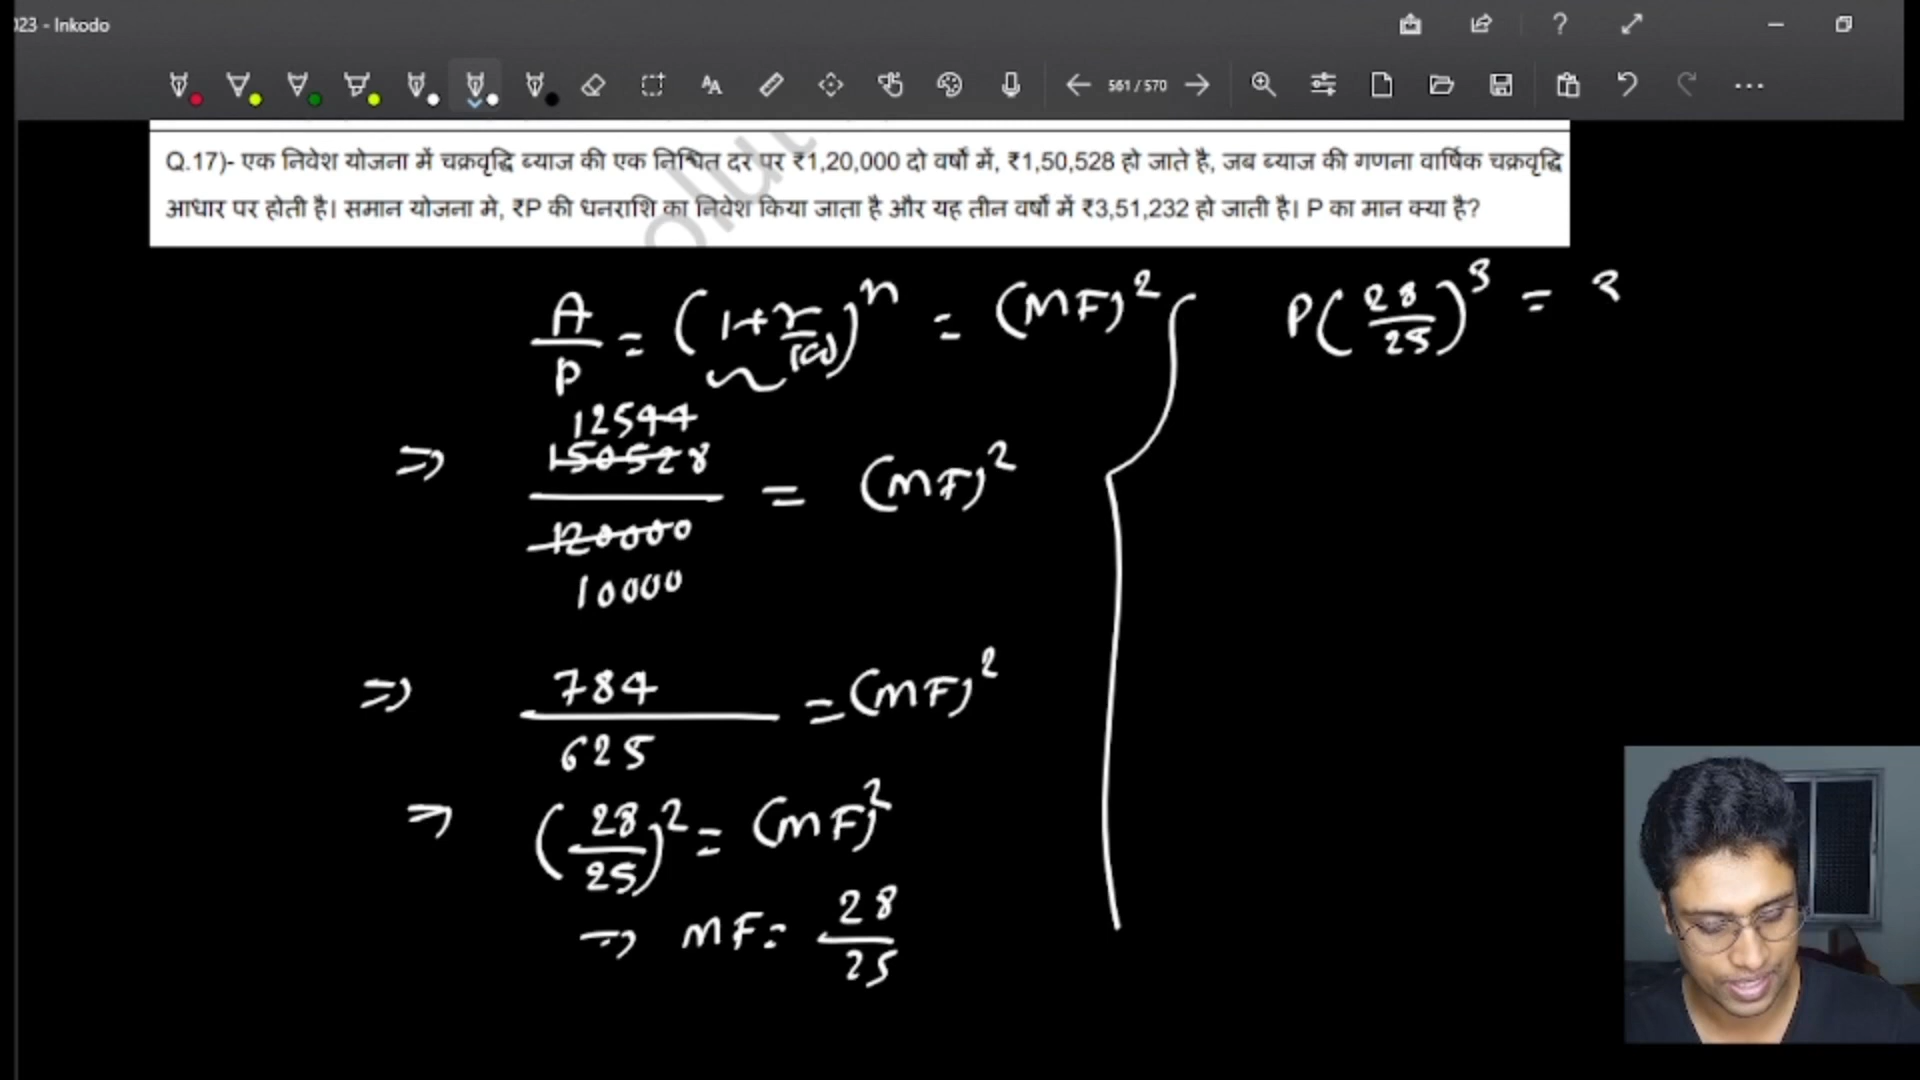 023 - Inkodo
561 / 570
Q.17)- एक निवेश योजना में चक्रवृद्धि ब्याज की एक निश्चित दर पर ₹1,20,000 दो वर्षों में, ₹1,50,528 हो जाते है, जब ब्याज की गणना वार्षिक चक्रवृद्धि
आधार पर होती है। समान योजना मे, ₹P की धनराशि का निवेश किया जाता है और यह तीन वर्षों में ₹3,51,232 हो जाती है। P का मान क्या है?
A/P = (1+r/100)^n = (MF)^2
12544
=> 150528/120000 = (MF)^2
10000
=> 784/625 = (MF)^2
=> (28/25)^2 = (MF)^2
=> MF = 28/25
P(28/25)^3 = 3